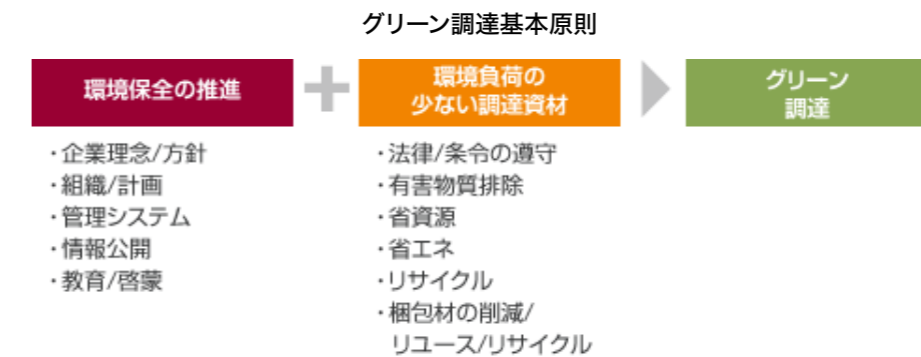 グリーン調達基本原則
環境保全の推進
・企業理念/方針
・組織/計画
・管理システム
・情報公開
・教育/啓蒙
環境負荷の
少ない調達資材
・法律/条令の遵守
・有害物質排除
・省資源
・省エネ
・リサイクル
・梱包材の削減/
リユース/リサイクル
グリーン
調達